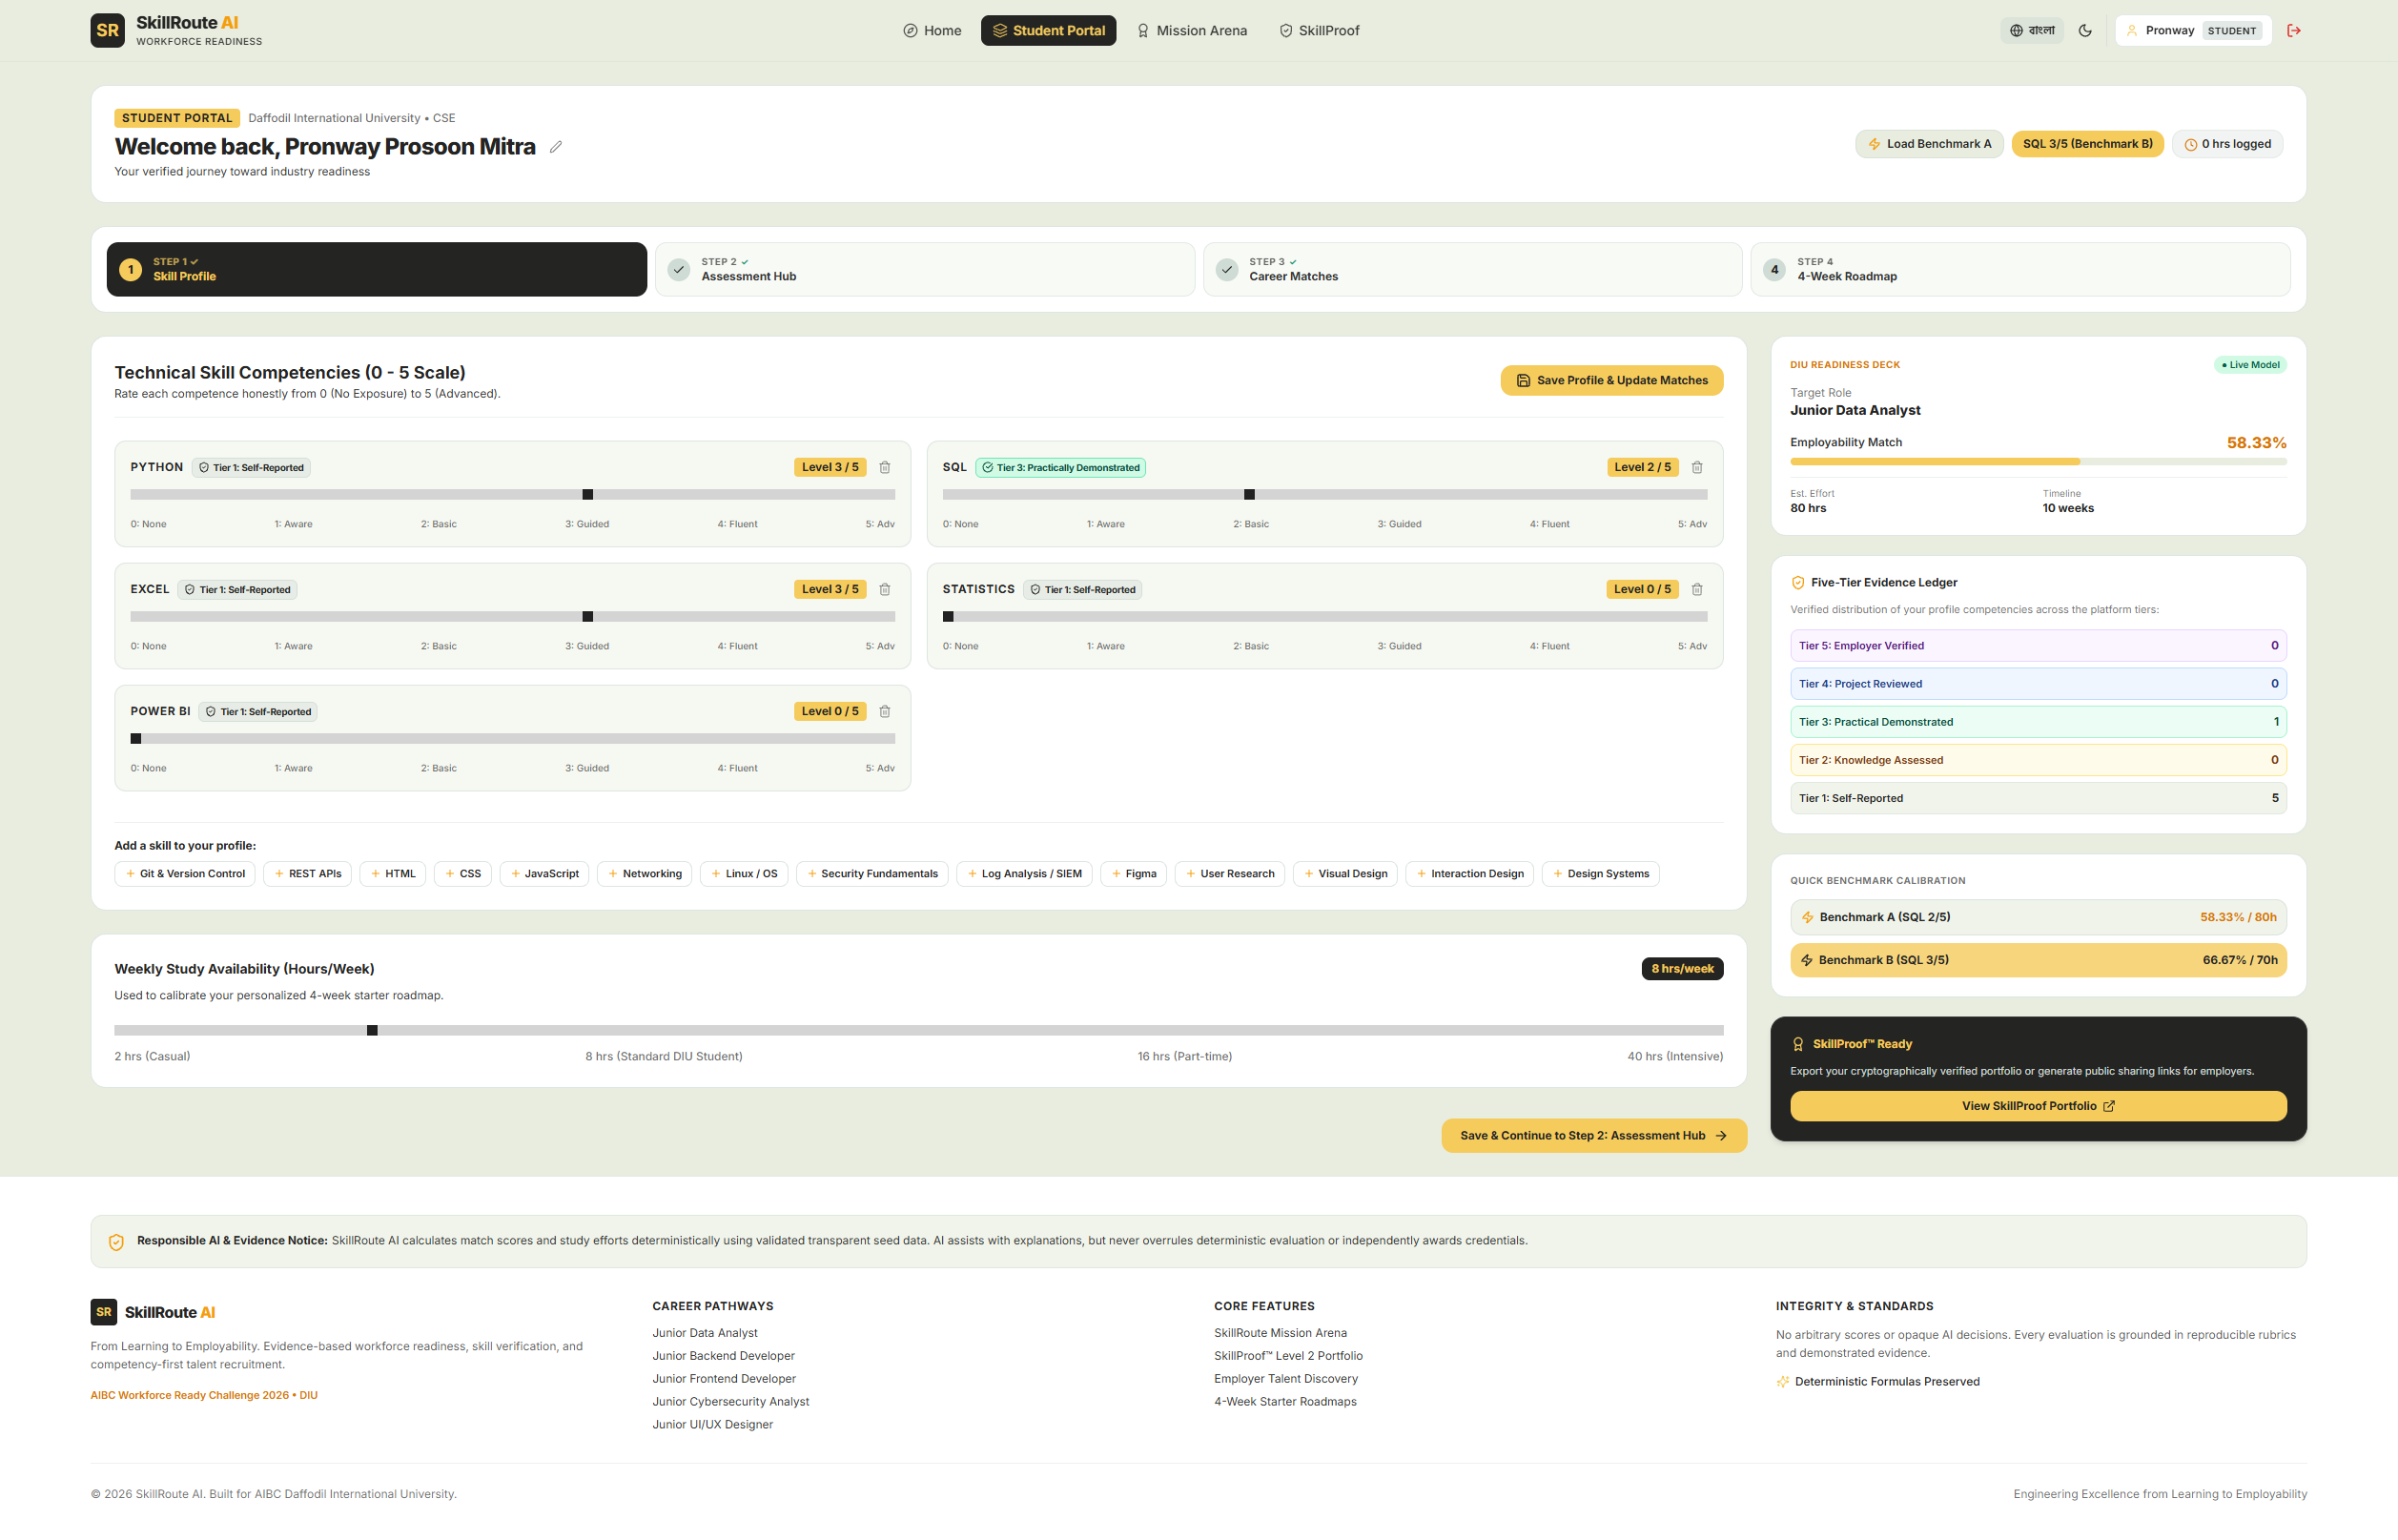 SR
SkillRoute AI
WORKFORCE READINESS
Home
Student Portal
Mission Arena
SkillProof
বাংলা
Pronway STUDENT
STUDENT PORTAL Daffodil International University • CSE
Welcome back, Pronway Prosoon Mitra
Your verified journey toward industry readiness
Load Benchmark A
SQL 3/5 (Benchmark B)
0 hrs logged
1
STEP 1 ✓
Skill Profile
STEP 2 ✓
Assessment Hub
STEP 3 ✓
Career Matches
4
STEP 4
4-Week Roadmap
Technical Skill Competencies (0 - 5 Scale)
Rate each competence honestly from 0 (No Exposure) to 5 (Advanced).
Save Profile & Update Matches
PYTHON Tier 1: Self-Reported Level 3 / 5
0: None 1: Aware 2: Basic 3: Guided 4: Fluent 5: Adv
SQL Tier 3: Practically Demonstrated Level 2 / 5
0: None 1: Aware 2: Basic 3: Guided 4: Fluent 5: Adv
EXCEL Tier 1: Self-Reported Level 3 / 5
0: None 1: Aware 2: Basic 3: Guided 4: Fluent 5: Adv
STATISTICS Tier 1: Self-Reported Level 0 / 5
0: None 1: Aware 2: Basic 3: Guided 4: Fluent 5: Adv
POWER BI Tier 1: Self-Reported Level 0 / 5
0: None 1: Aware 2: Basic 3: Guided 4: Fluent 5: Adv
Add a skill to your profile:
+ Git & Version Control + REST APIs + HTML + CSS + JavaScript + Networking + Linux / OS + Security Fundamentals + Log Analysis / SIEM + Figma + User Research + Visual Design + Interaction Design + Design Systems
Weekly Study Availability (Hours/Week)
8 hrs/week
Used to calibrate your personalized 4-week starter roadmap.
2 hrs (Casual) 8 hrs (Standard DIU Student) 16 hrs (Part-time) 40 hrs (Intensive)
Save & Continue to Step 2: Assessment Hub →
DIU READINESS DECK
● Live Model
Target Role
Junior Data Analyst
Employability Match 58.33%
Est. Effort Timeline
80 hrs 10 weeks
Five-Tier Evidence Ledger
Verified distribution of your profile competencies across the platform tiers:
Tier 5: Employer Verified 0
Tier 4: Project Reviewed 0
Tier 3: Practical Demonstrated 1
Tier 2: Knowledge Assessed 0
Tier 1: Self-Reported 5
QUICK BENCHMARK CALIBRATION
Benchmark A (SQL 2/5) 58.33% / 80h
Benchmark B (SQL 3/5) 66.67% / 70h
SkillProof™ Ready
Export your cryptographically verified portfolio or generate public sharing links for employers.
View SkillProof Portfolio
Responsible AI & Evidence Notice: SkillRoute AI calculates match scores and study efforts deterministically using validated transparent seed data. AI assists with explanations, but never overrules deterministic evaluation or independently awards credentials.
SR SkillRoute AI
From Learning to Employability. Evidence-based workforce readiness, skill verification, and
competency-first talent recruitment.
AIBC Workforce Ready Challenge 2026 • DIU
CAREER PATHWAYS
Junior Data Analyst
Junior Backend Developer
Junior Frontend Developer
Junior Cybersecurity Analyst
Junior UI/UX Designer
CORE FEATURES
SkillRoute Mission Arena
SkillProof™ Level 2 Portfolio
Employer Talent Discovery
4-Week Starter Roadmaps
INTEGRITY & STANDARDS
No arbitrary scores or opaque AI decisions. Every evaluation is grounded in reproducible rubrics
and demonstrated evidence.
Deterministic Formulas Preserved
© 2026 SkillRoute AI. Built for AIBC Daffodil International University.
Engineering Excellence from Learning to Employability